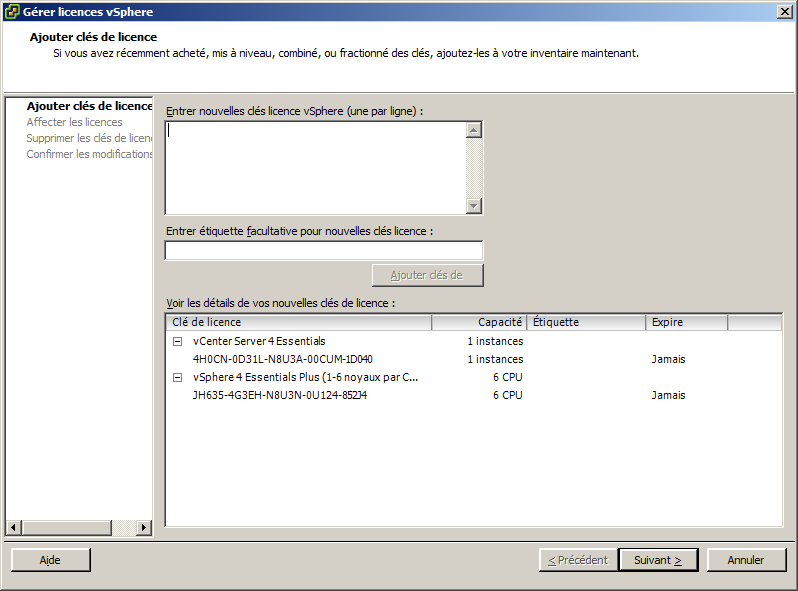 Gérer licences vSphere
Ajouter clés de licence
Si vous avez récemment acheté, mis à niveau, combiné, ou fractionné des clés, ajoutez-les à votre inventaire maintenant.
Ajouter clés de licence
Affecter les licences
Supprimer les clés de licen
Confirmer les modifications
Entrer nouvelles clés licence vSphere (une par ligne) :
Entrer étiquette facultative pour nouvelles clés licence :
Ajouter clés de
Voir les détails de vos nouvelles clés de licence :
Clé de licence Capacité Étiquette Expire
vCenter Server 4 Essentials 1 instances
4H0CN-0D31L-N8U3A-00CUM-1D040 1 instances Jamais
vSphere 4 Essentials Plus (1-6 noyaux par C... 6 CPU
JH635-4G3EH-N8U3N-0U124-852J4 6 CPU Jamais
Aide < Précédent Suivant > Annuler